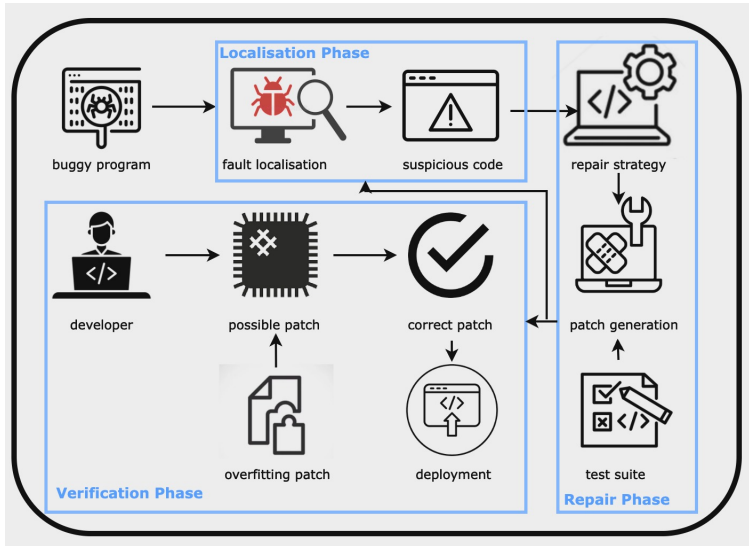 Localisation Phase
buggy program
fault localisation
suspicious code
repair strategy
developer
possible patch
correct patch
patch generation
overfitting patch
deployment
test suite
Verification Phase
Repair Phase